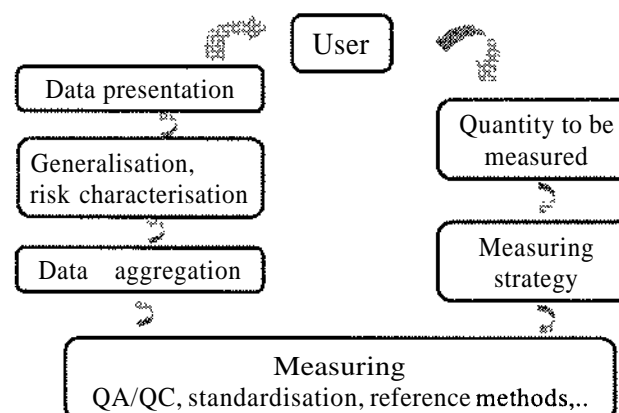 User
Data presentation
Generalisation,
risk characterisation
Data aggregation
Quantity to be
measured
Measuring
strategy
Measuring
QA/QC, standardisation, reference methods,..